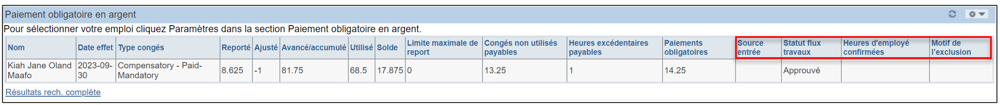 Paiement obligatoire en argent
Pour sélectionner votre emploi cliquez Paramètres dans la section Paiement obligatoire en argent.
Nom Date effet Type congés Reporté Ajusté Avancé/accumulé Utilisé Solde Limite maximale de report Congés non utilisés payables Heures excédentaires payables Paiements obligatoires Source entrée Statut flux travaux Heures d'employé confirmées Motif de l'exclusion
Kiah Jane Oland Maafo 2023-09-30 Compensatory - Paid-Mandatory 8.625 -1 81.75 68.5 17.875 0 13.25 1 14.25 Approuvé
Résultats rech. complète